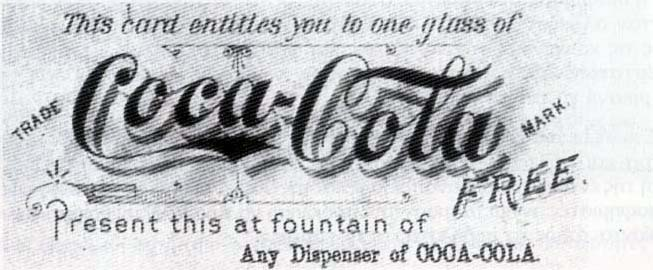 This card entitles you to one glass of
Coca-Cola
TRADE MARK.
FREE
Present this at fountain of
Any Dispenser of COCA-COLA.